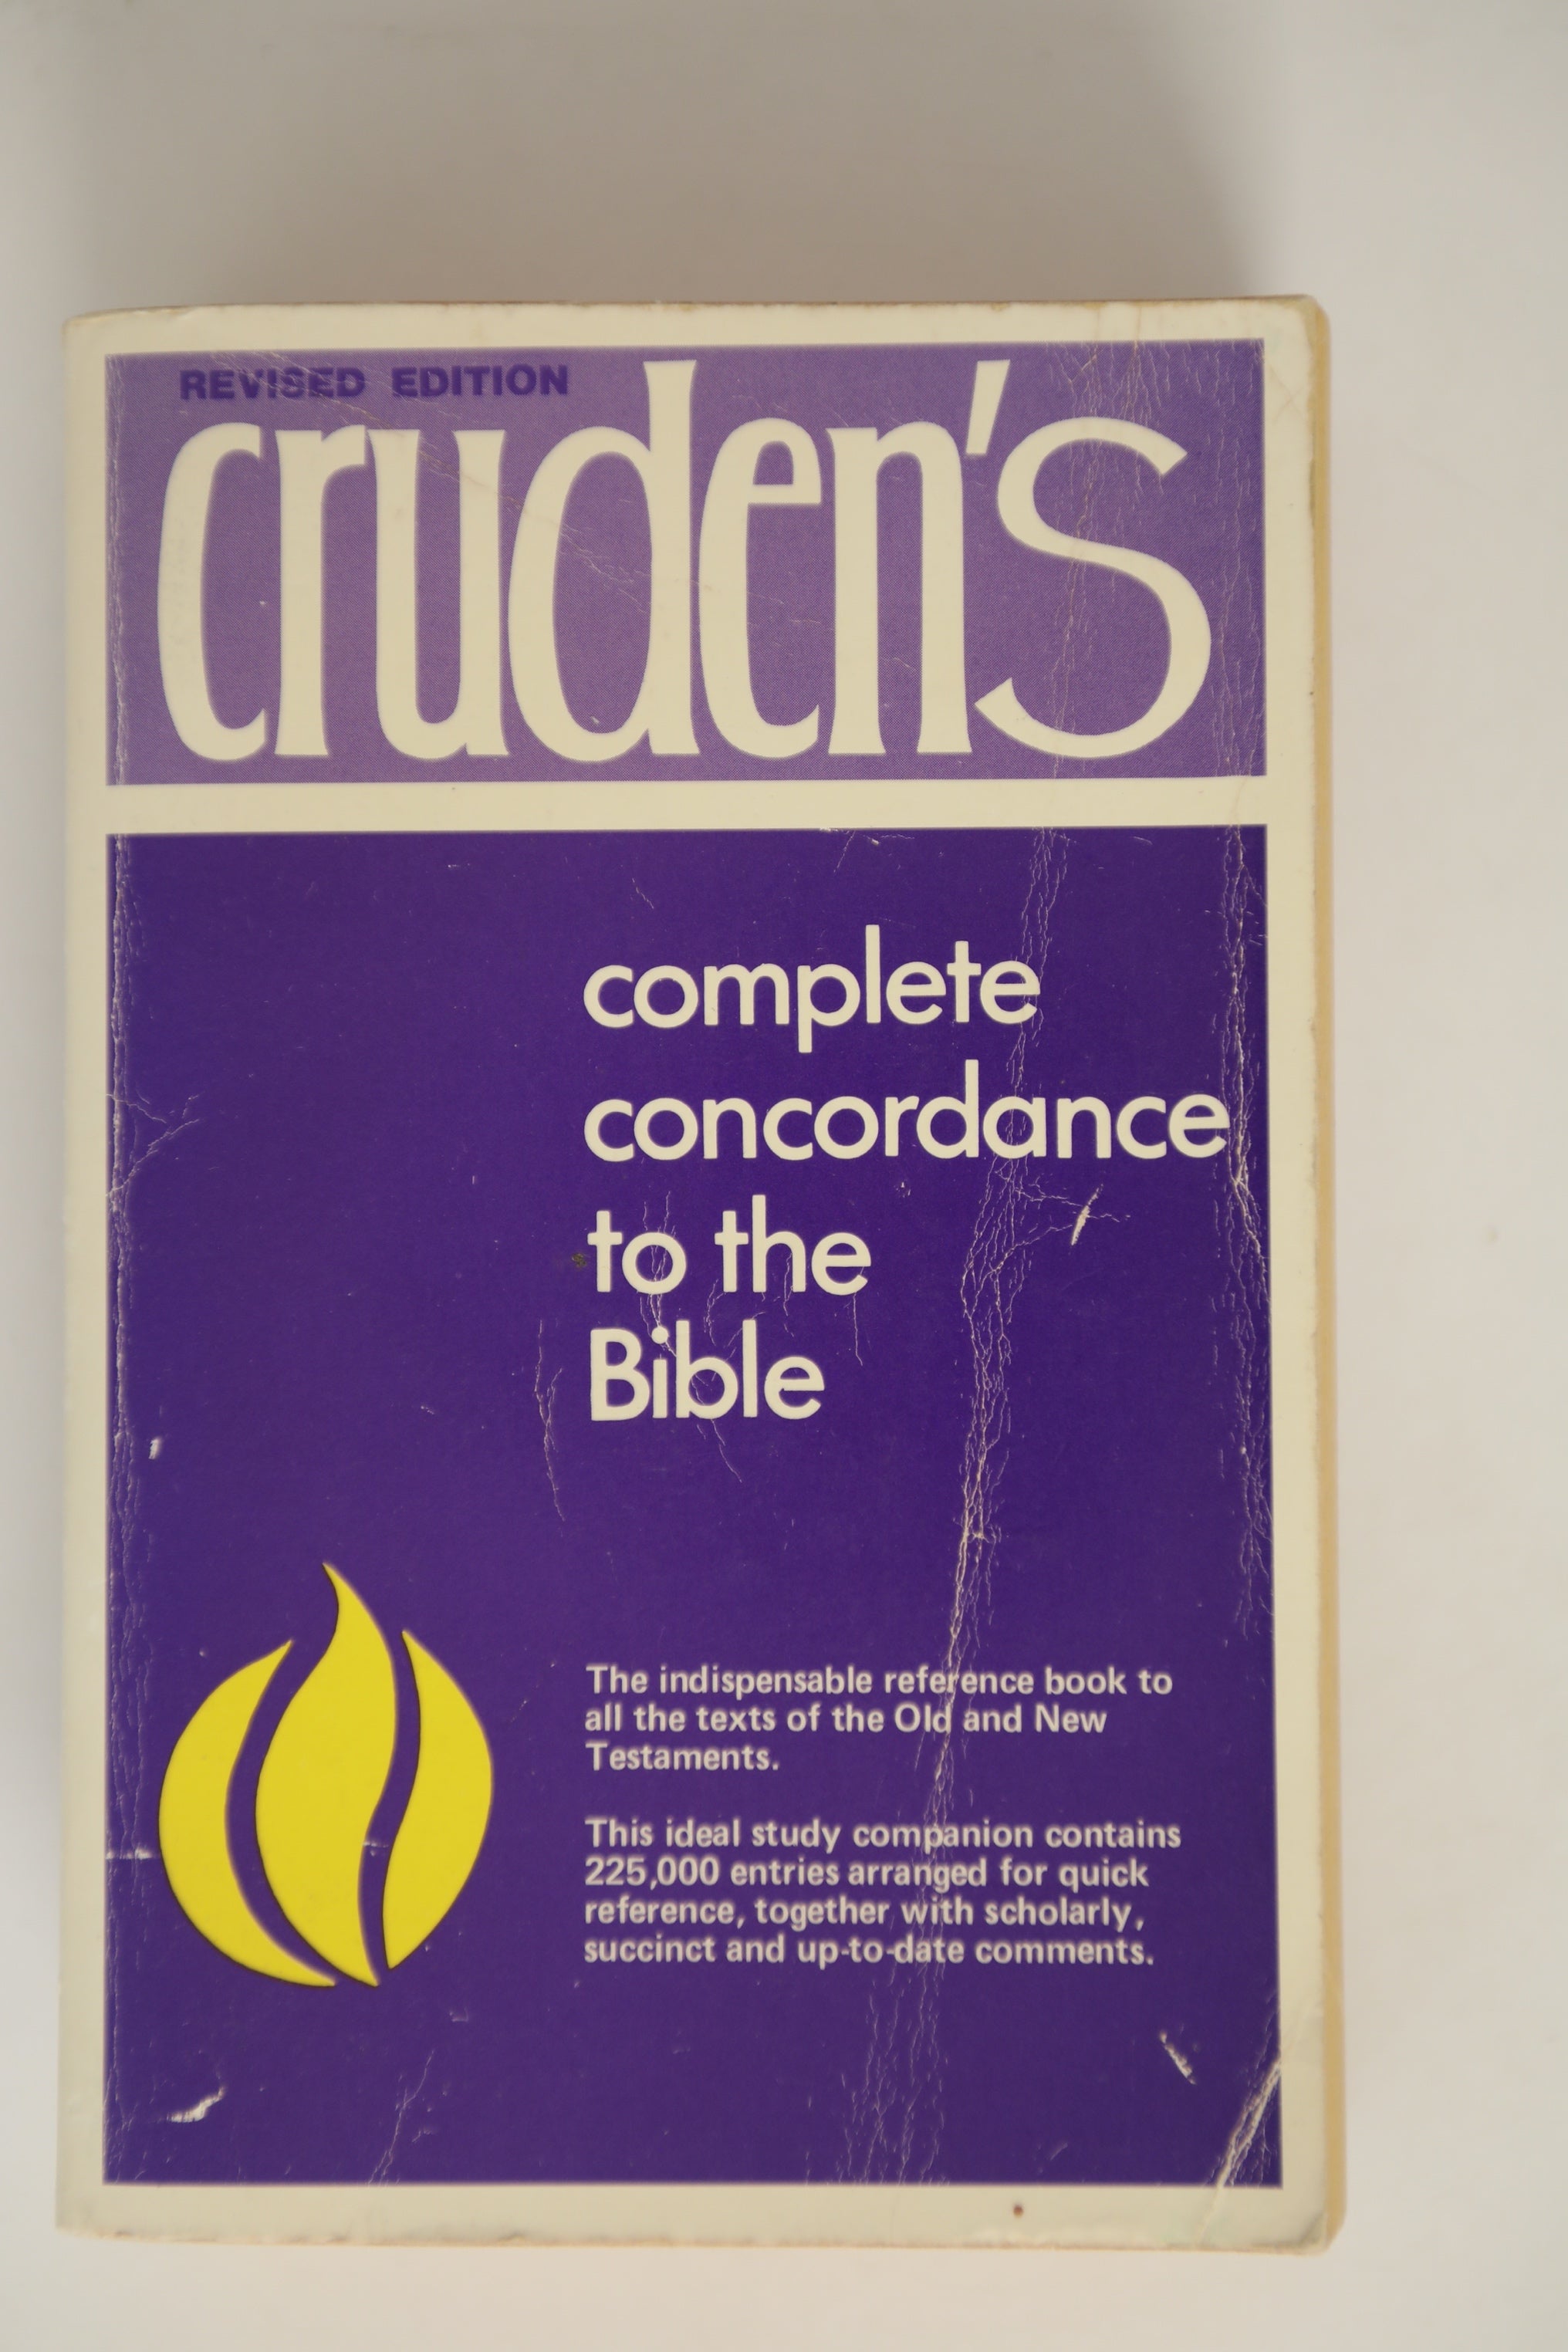 REVISED EDITION
cruden's
complete
concordance
to the
Bible
The indispensable reference book to
all the texts of the Old and New
Testaments.
This ideal study companion contains
225,000 entries arranged for quick
reference, together with scholarly,
succinct and up-to-date comments.